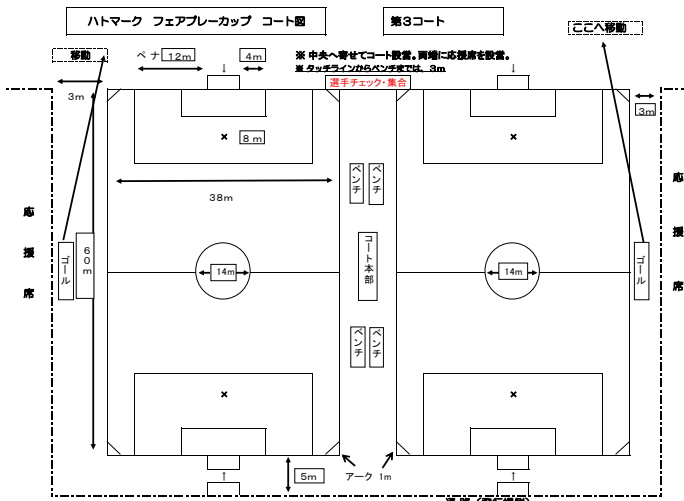 ハトマーク　フェアプレーカップ　コート図
第3コート
移動
ペナ 12m
4m
※ 中央へ寄せてコート設営。両端に応援席を設営。
※ タッチラインからベンチまでは、3m
ここへ移動
選手チェック・集合
3m
3m
8m
38m
ベンチ
ベンチ
応援席
応援席
ゴール
60m
14m
コート本部
14m
ゴール
ベンチ
ベンチ
5m
アーク 1m